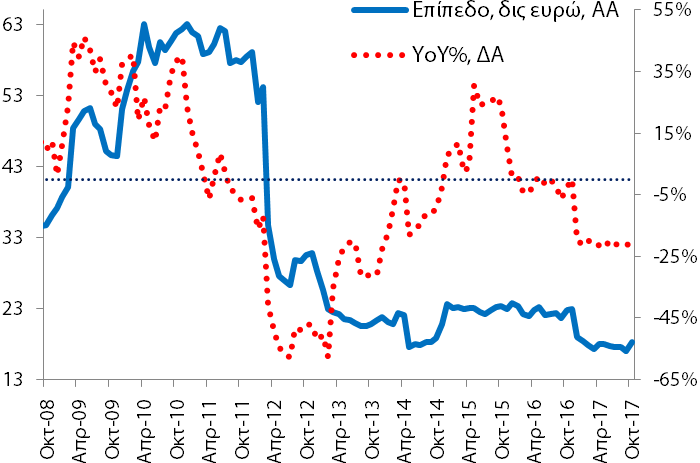 Επίπεδο, δις ευρώ, ΑΑ
YoY%, ΔΑ
63
53
43
33
23
13
55%
35%
15%
-5%
-25%
-45%
-65%
Οκτ-08
Απρ-09
Οκτ-09
Απρ-10
Οκτ-10
Απρ-11
Οκτ-11
Απρ-12
Οκτ-12
Απρ-13
Οκτ-13
Απρ-14
Οκτ-14
Απρ-15
Οκτ-15
Απρ-16
Οκτ-16
Απρ-17
Οκτ-17